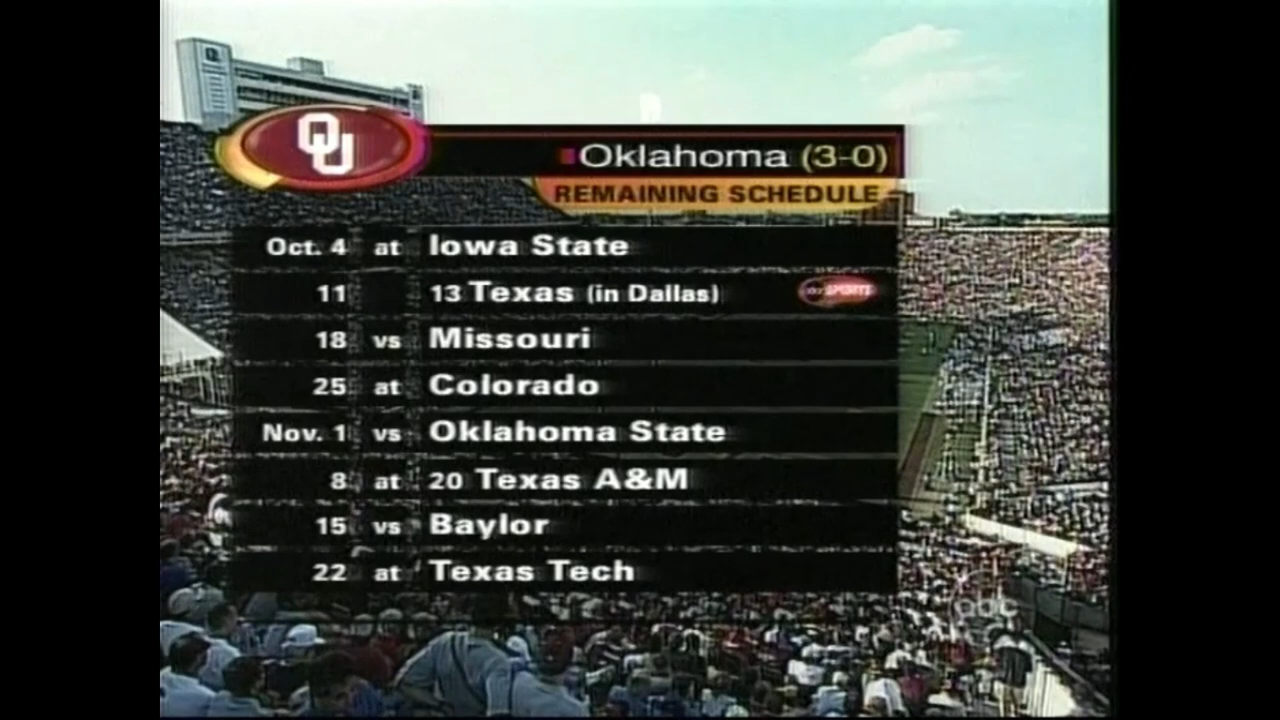 OU
Oklahoma (3-0)
REMAINING SCHEDULE
Oct. 4 at Iowa State
11 13 Texas (in Dallas) abc SPORTS
18 vs Missouri
25 at Colorado
Nov. 1 vs Oklahoma State
8 at 20 Texas A&M
15 vs Baylor
22 at Texas Tech
abc